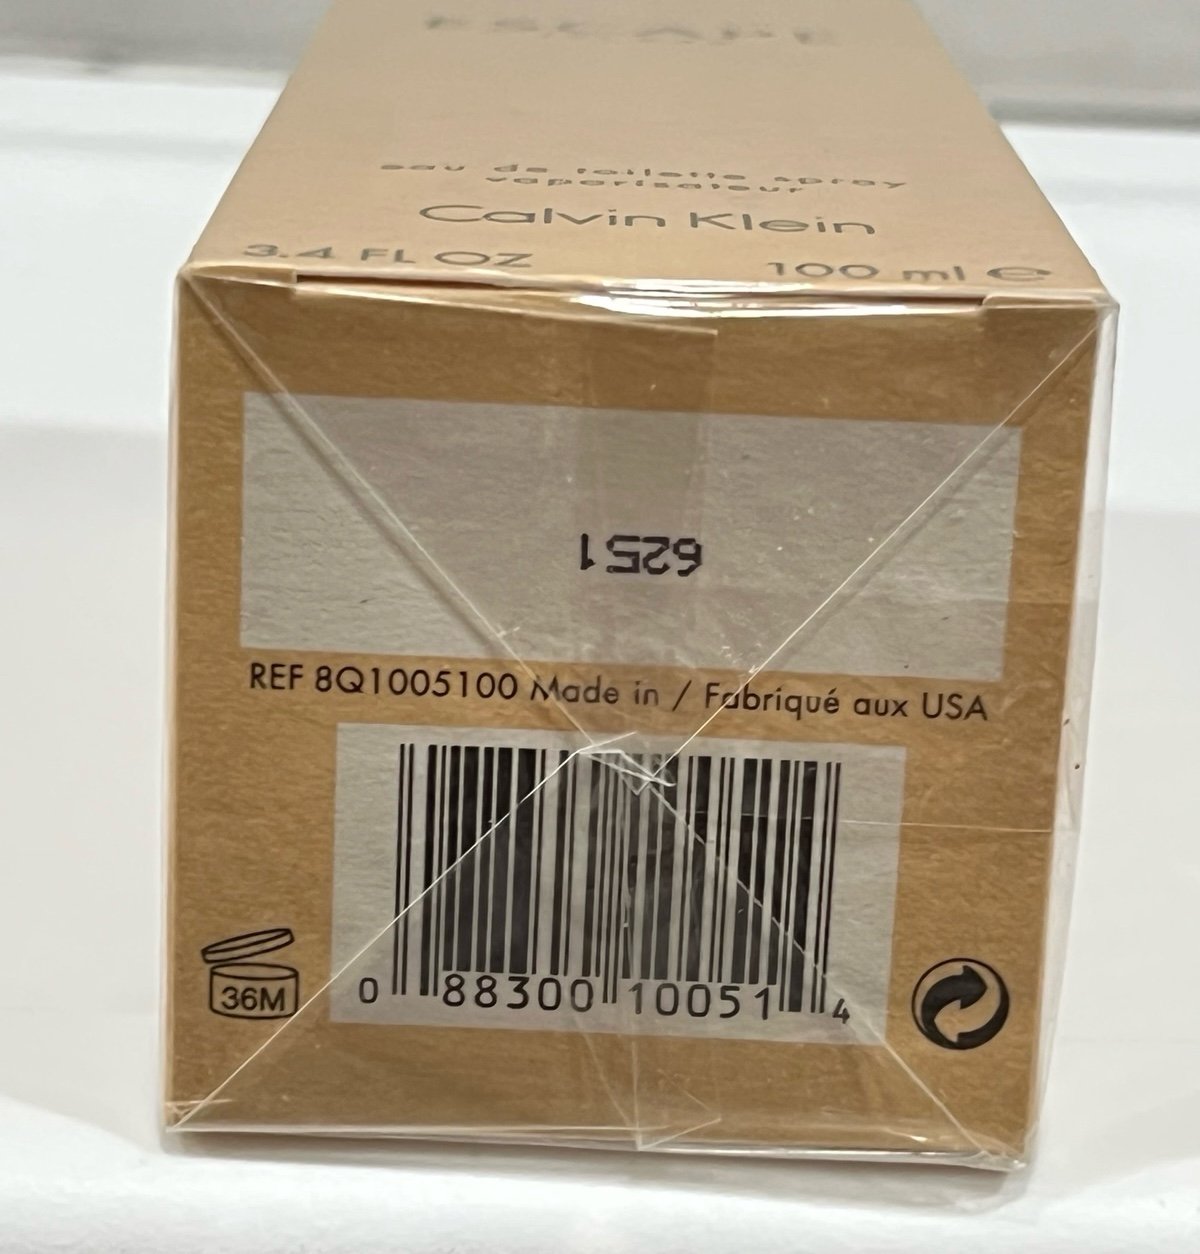 ESCAPE
eau de toilette spray
vaporisateur
Calvin Klein
3.4 FL OZ 100 ml ℮
6251
REF 8Q1005100 Made in / Fabriqué aux USA
36M
0 88300 10051 4